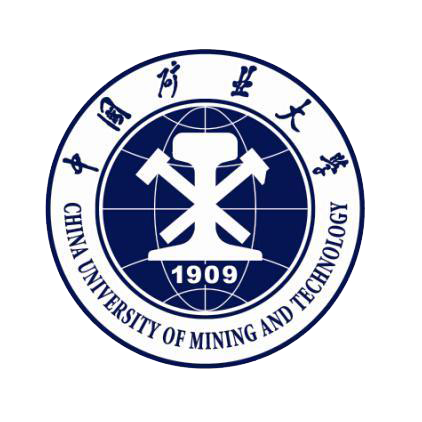 中国矿业大学
1909
CHINA UNIVERSITY OF MINING AND TECHNOLOGY